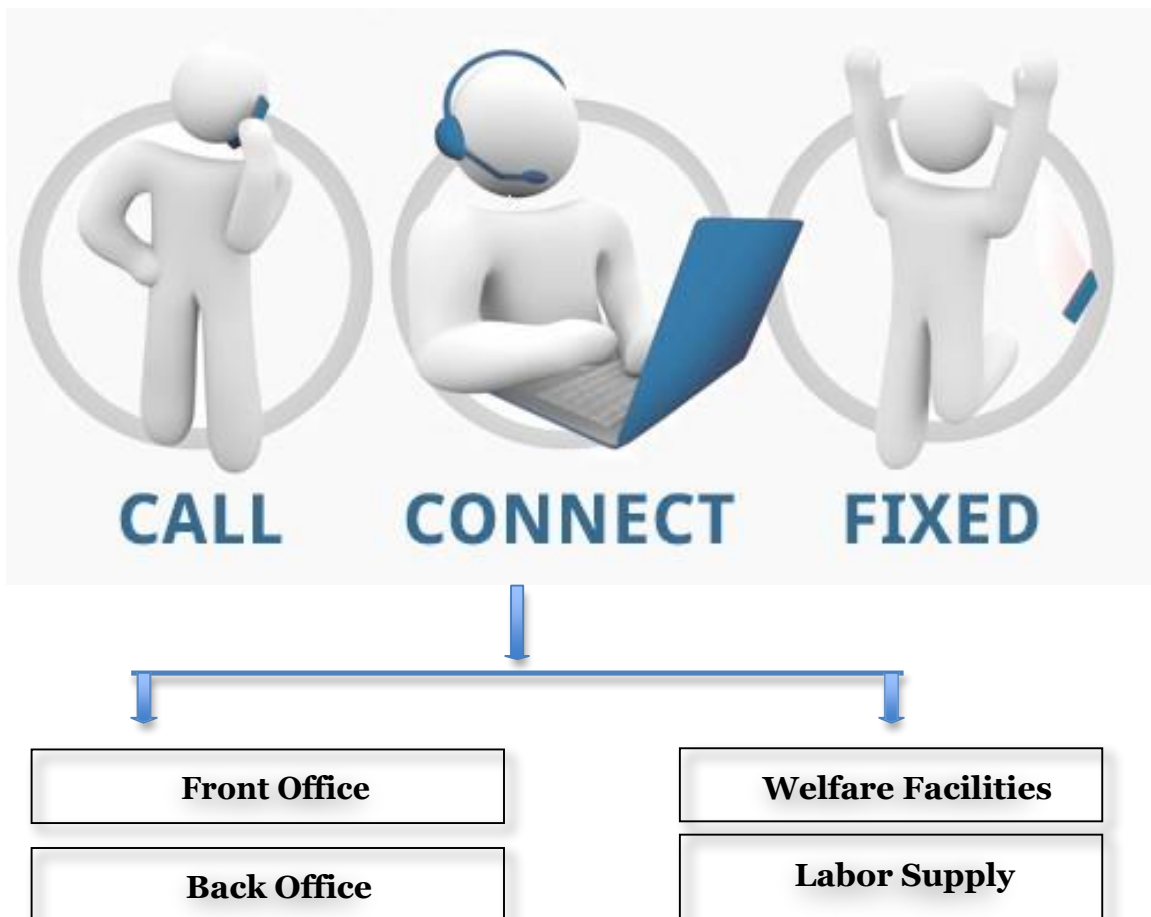 CALL CONNECT FIXED
Front Office
Welfare Facilities
Back Office
Labor Supply